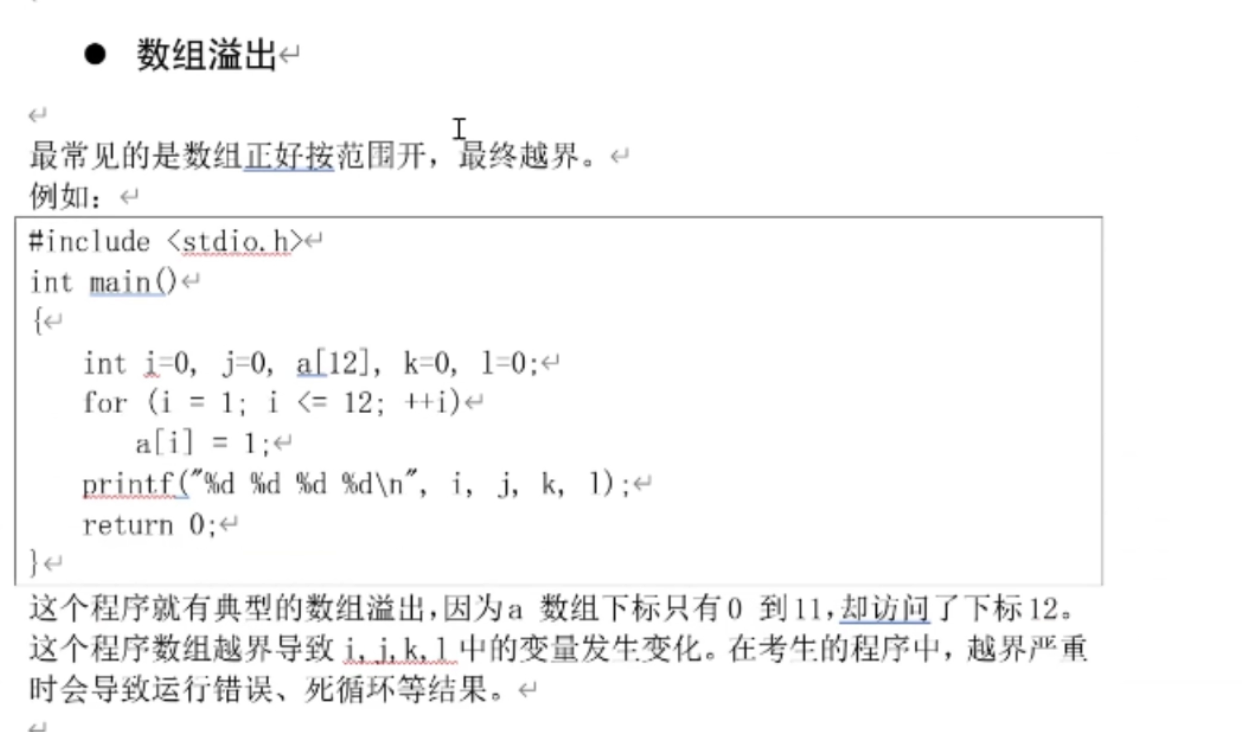 ● 数组溢出
最常见的是数组正好按范围开，最终越界。
例如：
#include <stdio.h>
int main()
{
int i=0, j=0, a[12], k=0, l=0;
for (i = 1; i <= 12; ++i)
a[i] = 1;
printf("%d %d %d %d\n", i, j, k, l);
return 0;
}
这个程序就有典型的数组溢出,因为a 数组下标只有0 到11,却访问了下标12。
这个程序数组越界导致 i,j,k,l 中的变量发生变化。在考生的程序中，越界严重
时会导致运行错误、死循环等结果。